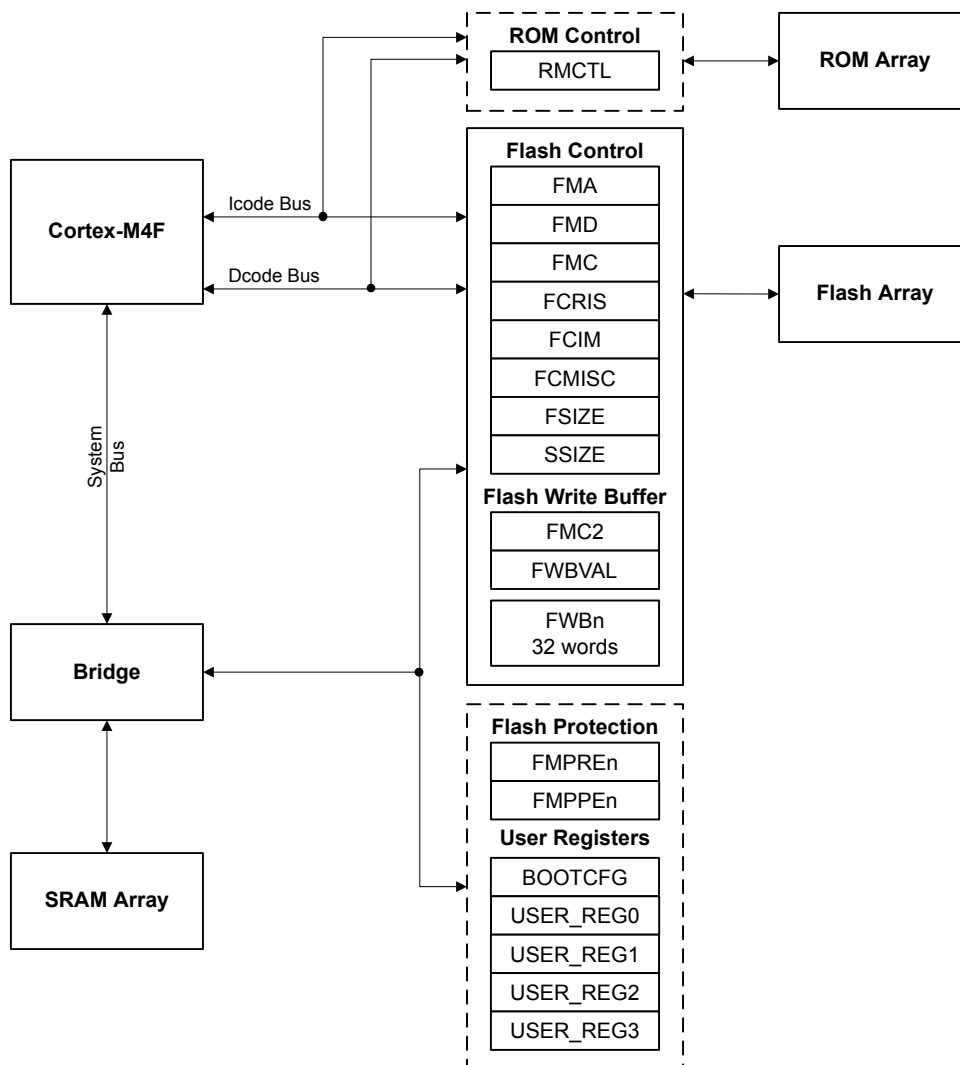 ROM Control
RMCTL
ROM Array
Cortex-M4F
Icode Bus
Dcode Bus
System
Bus
Flash Control
FMA
FMD
FMC
FCRIS
FCIM
FCMISC
FSIZE
SSIZE
Flash Write Buffer
FMC2
FWBVAL
FWBn
32 words
Flash Array
Bridge
SRAM Array
Flash Protection
FMPREn
FMPPEn
User Registers
BOOTCFG
USER_REG0
USER_REG1
USER_REG2
USER_REG3